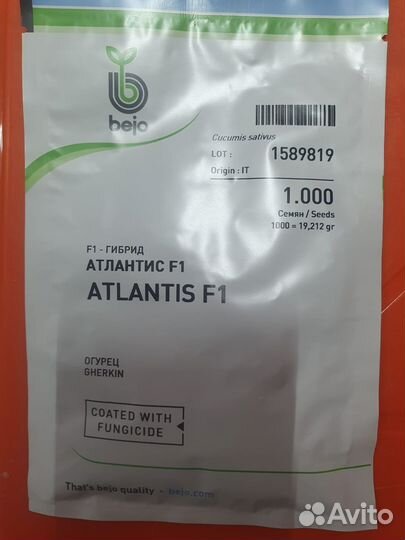 bejo
Cucumis sativus
LOT : 1589819
Origin : IT
1.000
Семян / Seeds
1000 = 19,212 gr
F1 - ГИБРИД
АТЛАНТИС F1
ATLANTIS F1
ОГУРЕЦ
GHERKIN
COATED WITH
FUNGICIDE
That's bejo quality - bejo.com
Avito